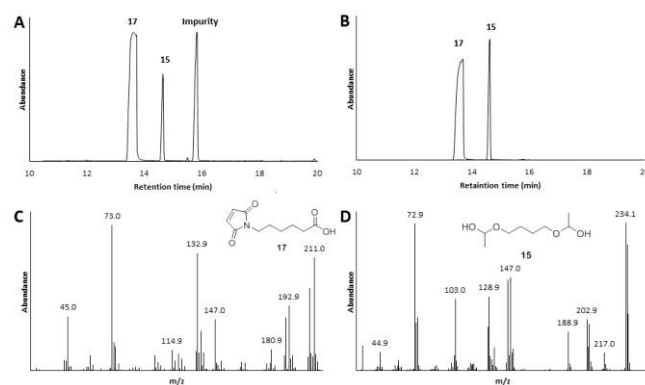 A
17
15
Impurity
Abundance
10 12 14 16 18 20
Retention time (min)
B
17
15
Abundance
10 12 14 16 18 20
Retaintion time (min)
C
73.0
132.9
211.0
45.0
147.0
192.9
114.9
180.9
O
N
O
O
OH
17
Abundance
m/z
D
72.9
234.1
HO
O
O
OH
15
103.0
128.9
147.0
188.9
202.9
44.9
217.0
Abundance
m/z